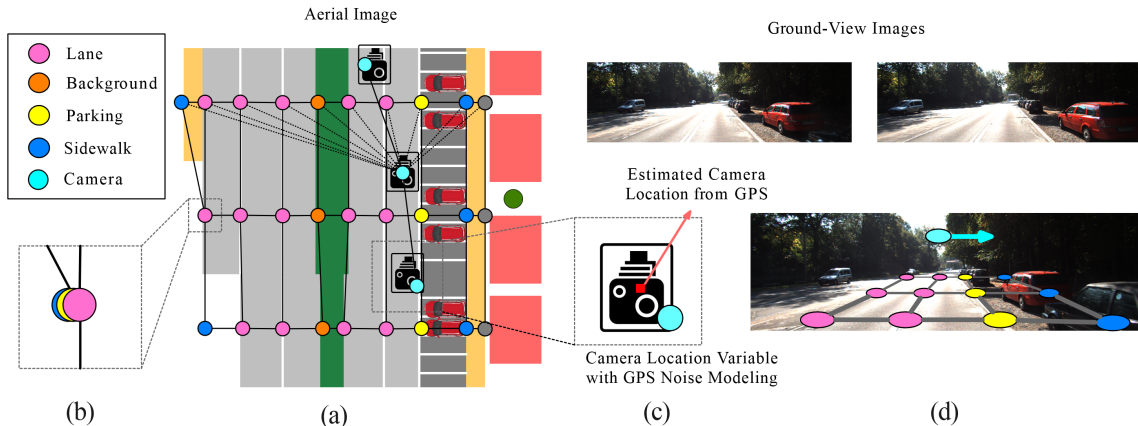 Aerial Image
Ground-View Images
Lane
Background
Parking
Sidewalk
Camera
Estimated Camera
Location from GPS
Camera Location Variable
with GPS Noise Modeling
(b)
(a)
(c)
(d)